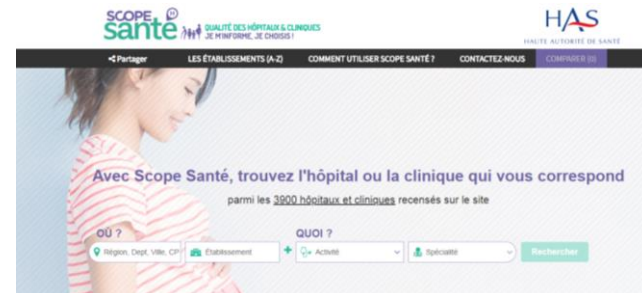 SCOPE
santé
QUALITÉ DES HÔPITAUX & CLINIQUES
JE M'INFORME, JE CHOISIS !
HAS
HAUTE AUTORITÉ DE SANTÉ
Partager LES ÉTABLISSEMENTS (A-Z) COMMENT UTILISER SCOPE SANTÉ ? CONTACTEZ-NOUS COMPARER (0)
Avec Scope Santé, trouvez l'hôpital ou la clinique qui vous correspond
parmi les 3900 hôpitaux et cliniques recensés sur le site
OÙ ? QUOI ?
Région, Dept, Ville, CP Établissement + Activité Spécialité Rechercher